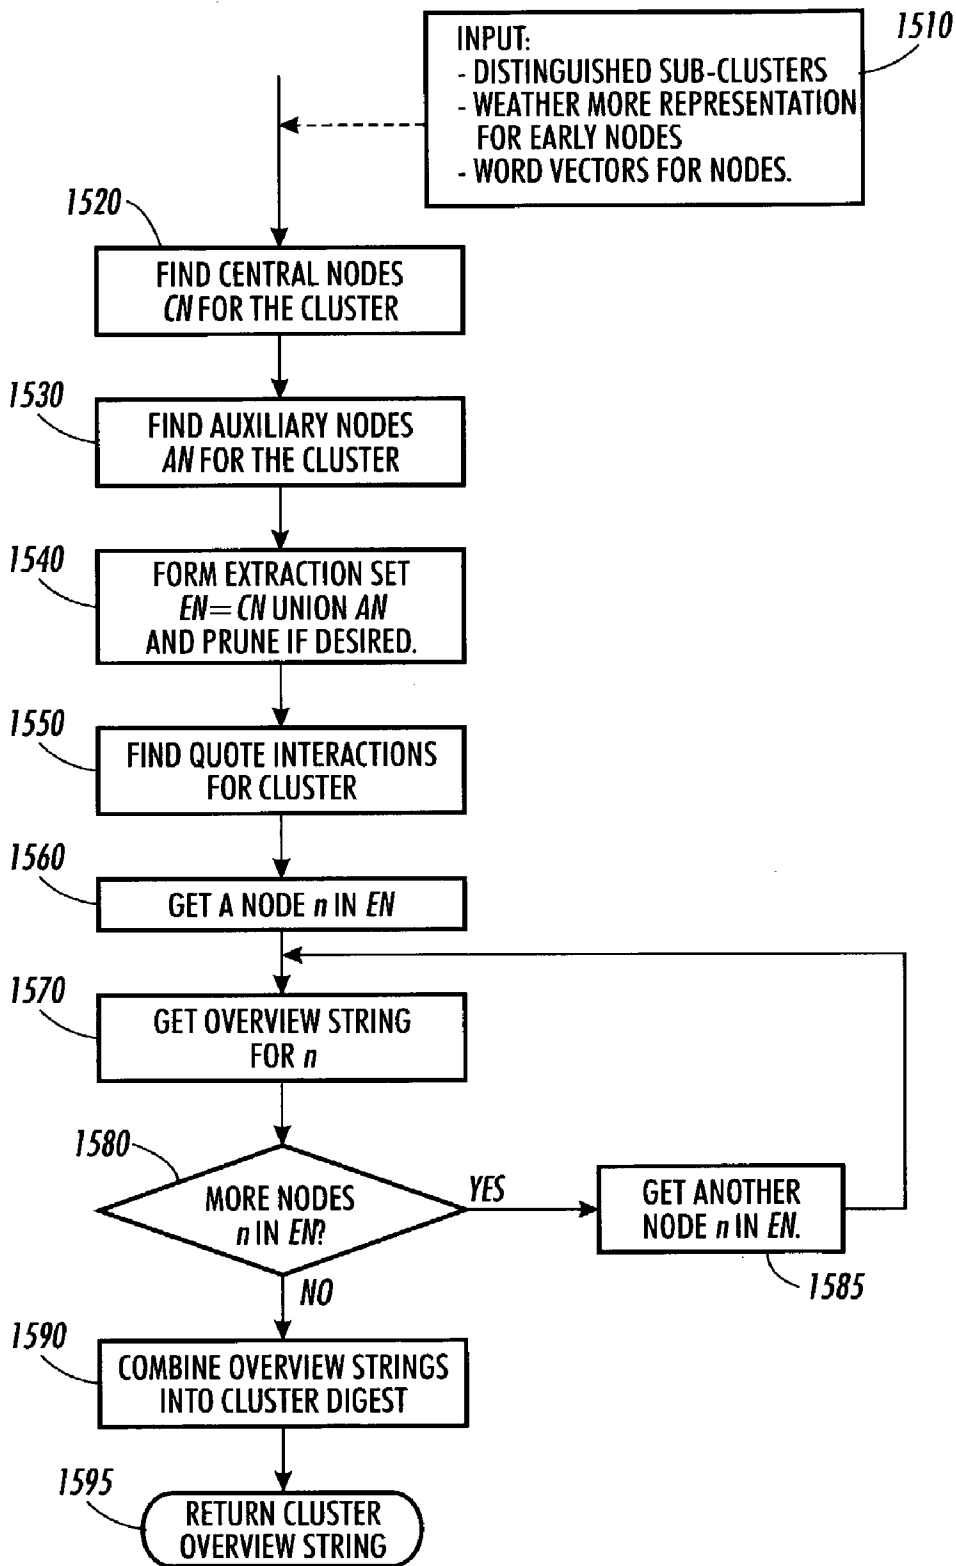 1510
INPUT:
- DISTINGUISHED SUB-CLUSTERS
- WEATHER MORE REPRESENTATION
FOR EARLY NODES
- WORD VECTORS FOR NODES.
1520
FIND CENTRAL NODES
CN FOR THE CLUSTER
1530
FIND AUXILIARY NODES
AN FOR THE CLUSTER
1540
FORM EXTRACTION SET
EN=CN UNION AN
AND PRUNE IF DESIRED.
1550
FIND QUOTE INTERACTIONS
FOR CLUSTER
1560
GET A NODE n IN EN
1570
GET OVERVIEW STRING
FOR n
1580
MORE NODES
n IN EN?
YES
GET ANOTHER
NODE n IN EN.
1585
NO
1590
COMBINE OVERVIEW STRINGS
INTO CLUSTER DIGEST
1595
RETURN CLUSTER
OVERVIEW STRING